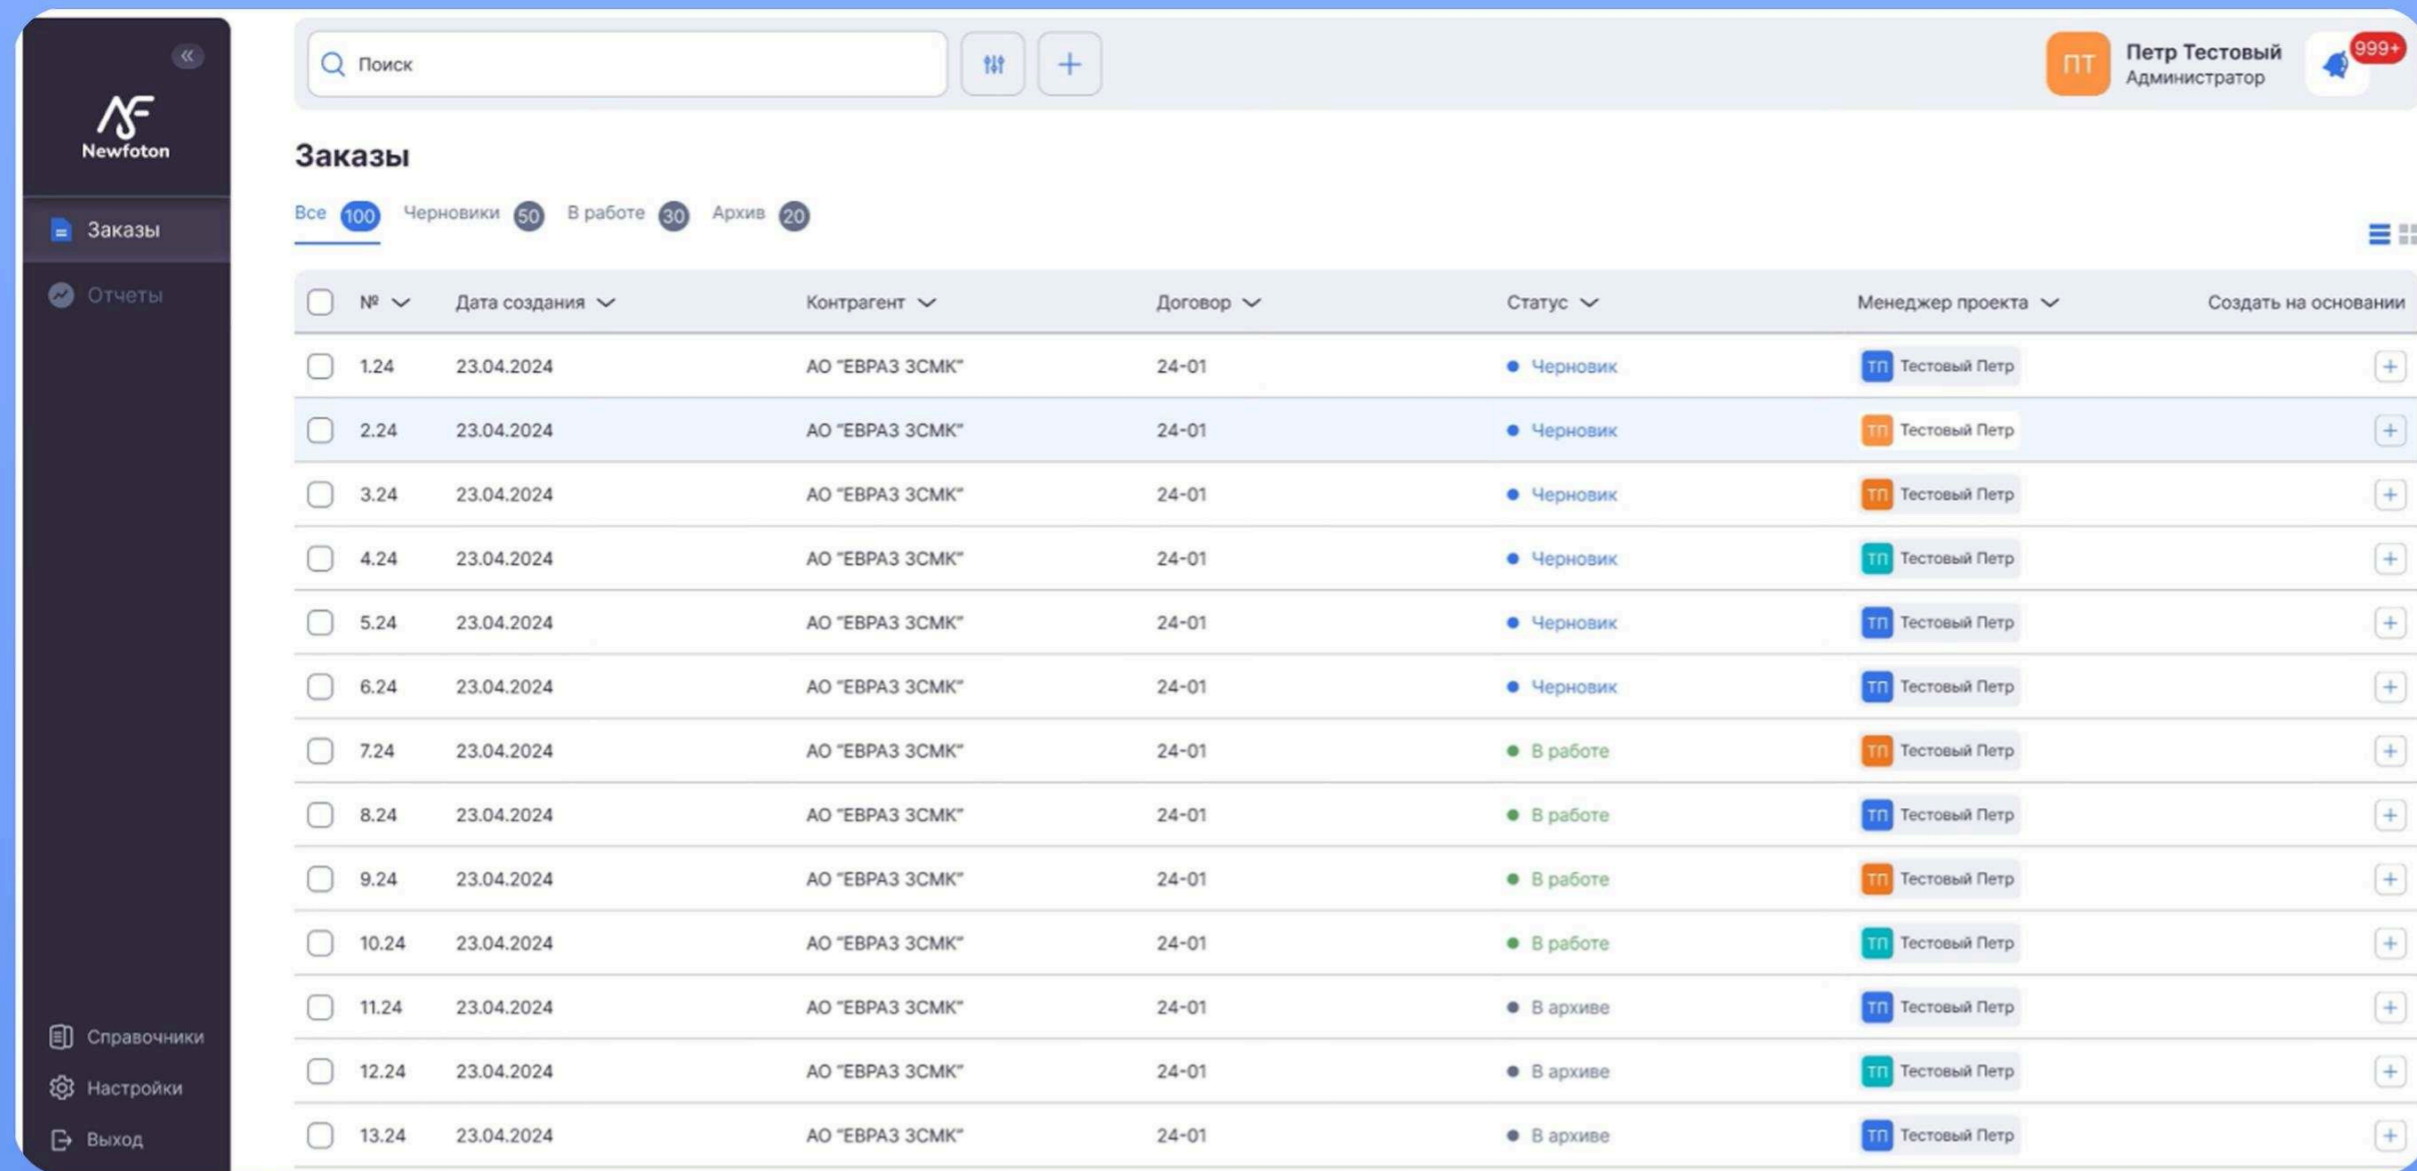 Newfoton
Заказы
Отчеты
Справочники
Настройки
Выход
Поиск
ПТ
Петр Тестовый
Администратор
999+
Заказы
Все 100 Черновики 50 В работе 30 Архив 20
№ Дата создания Контрагент Договор Статус Менеджер проекта Создать на основании
1.24 23.04.2024 АО "ЕВРАЗ ЗСМК" 24-01 Черновик ТП Тестовый Петр
2.24 23.04.2024 АО "ЕВРАЗ ЗСМК" 24-01 Черновик ТП Тестовый Петр
3.24 23.04.2024 АО "ЕВРАЗ ЗСМК" 24-01 Черновик ТП Тестовый Петр
4.24 23.04.2024 АО "ЕВРАЗ ЗСМК" 24-01 Черновик ТП Тестовый Петр
5.24 23.04.2024 АО "ЕВРАЗ ЗСМК" 24-01 Черновик ТП Тестовый Петр
6.24 23.04.2024 АО "ЕВРАЗ ЗСМК" 24-01 Черновик ТП Тестовый Петр
7.24 23.04.2024 АО "ЕВРАЗ ЗСМК" 24-01 В работе ТП Тестовый Петр
8.24 23.04.2024 АО "ЕВРАЗ ЗСМК" 24-01 В работе ТП Тестовый Петр
9.24 23.04.2024 АО "ЕВРАЗ ЗСМК" 24-01 В работе ТП Тестовый Петр
10.24 23.04.2024 АО "ЕВРАЗ ЗСМК" 24-01 В работе ТП Тестовый Петр
11.24 23.04.2024 АО "ЕВРАЗ ЗСМК" 24-01 В архиве ТП Тестовый Петр
12.24 23.04.2024 АО "ЕВРАЗ ЗСМК" 24-01 В архиве ТП Тестовый Петр
13.24 23.04.2024 АО "ЕВРАЗ ЗСМК" 24-01 В архиве ТП Тестовый Петр